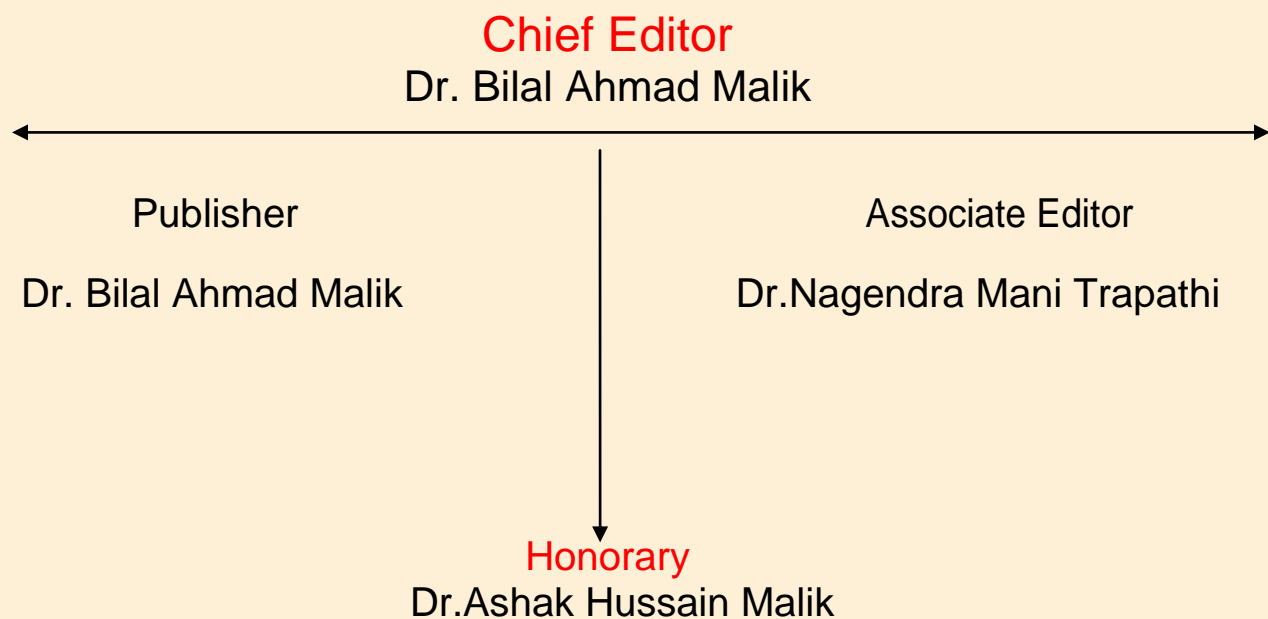 Chief Editor
Dr. Bilal Ahmad Malik
Publisher
Associate Editor
Dr. Bilal Ahmad Malik
Dr.Nagendra Mani Trapathi
Honorary
Dr.Ashak Hussain Malik